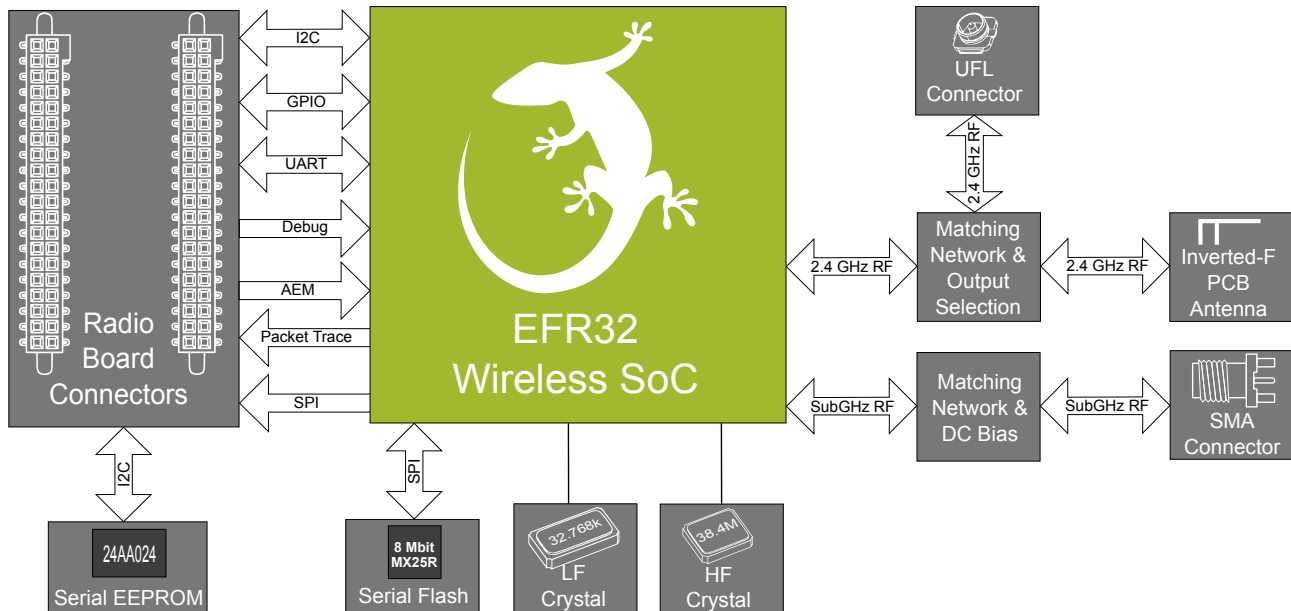 I2C
GPIO
UART
Debug
AEM
Packet Trace
SPI
Radio
Board
Connectors
EFR32
Wireless SoC
UFL
Connector
2.4 GHz RF
2.4 GHz RF
Matching
Network &
Output
Selection
2.4 GHz RF
Inverted-F
PCB
Antenna
SubGHz RF
Matching
Network &
DC Bias
SubGHz RF
SMA
Connector
I2C
24AA024
Serial EEPROM
SPI
8 Mbit
MX25R
Serial Flash
32.768k
LF
Crystal
38.4M
HF
Crystal